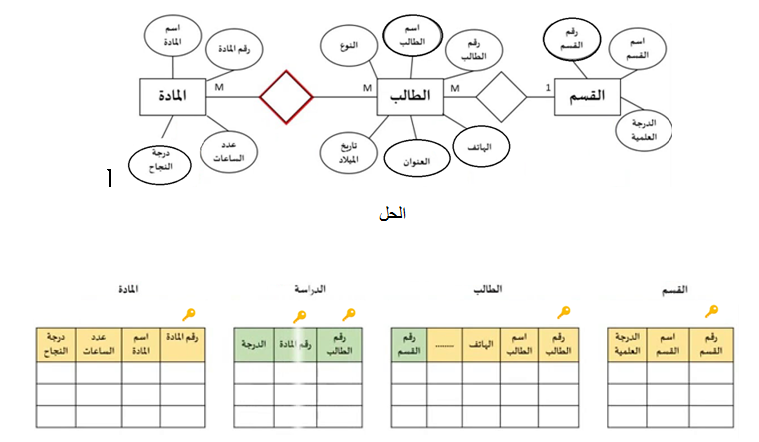 اسم
القسم
رقم
القسم
رقم
الطالب
اسم
الطالب
النوع
رقم المادة
اسم
المادة
القسم
1
M
الطالب
M
M
المادة
الدرجة
العلمية
الهاتف
العنوان
تاريخ
الميلاد
عدد
الساعات
درجة
النجاح
الحل
القسم
الطالب
الدراسة
المادة
رقم
القسم
اسم
القسم
الدرجة
العلمية
رقم
الطالب
اسم
الطالب
الهاتف
........
رقم
القسم
رقم
الطالب
رقم المادة
الدرجة
رقم المادة
اسم
المادة
عدد
الساعات
درجة
النجاح